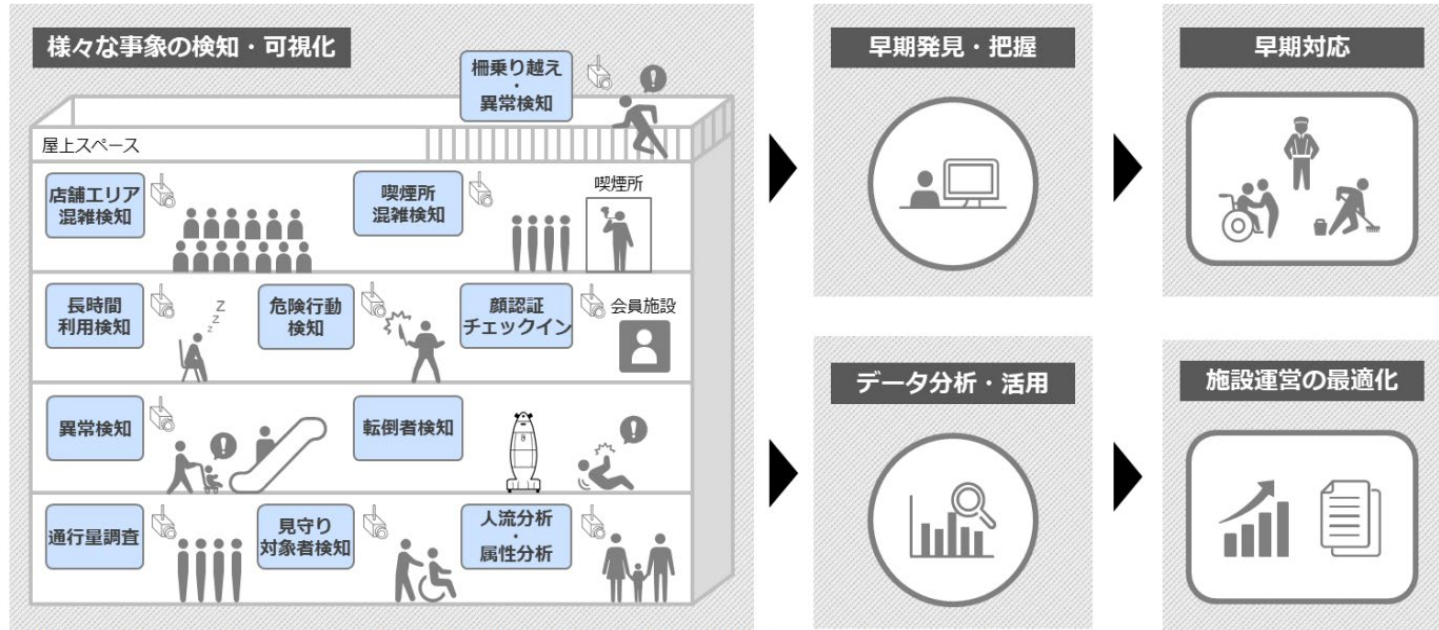 様々な事象の検知・可視化
柵乗り越え
・
異常検知
屋上スペース
店舗エリア
混雑検知
喫煙所
混雑検知
喫煙所
長時間
利用検知
z
z
Z
危険行動
検知
顔認証
チェックイン
会員施設
異常検知
転倒者検知
通行量調査
見守り
対象者検知
人流分析
・
属性分析
早期発見・把握
早期対応
データ分析・活用
施設運営の最適化